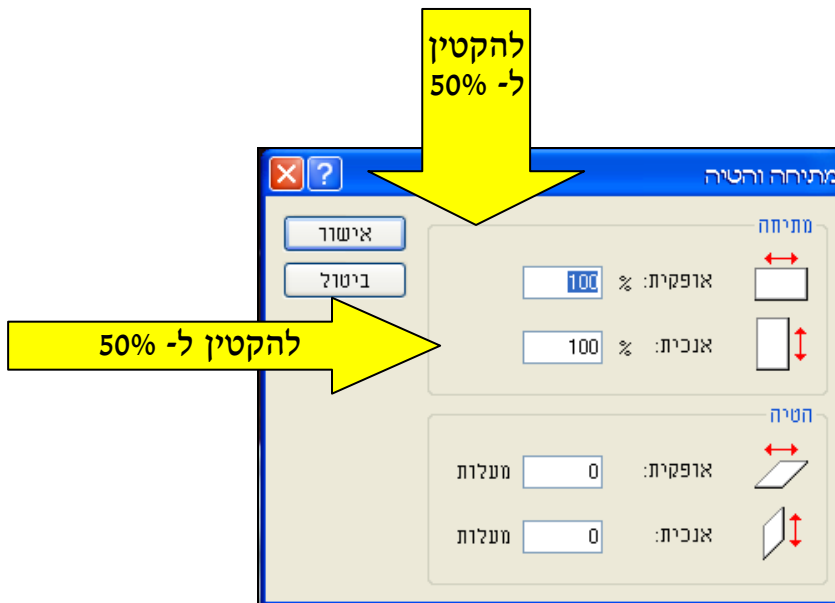 להקטין
ל- 50%
מתיחה והטיה
מתיחה
אופקית: % 100
אנכית: % 100
אישור
ביטול
להקטין ל- 50%
הטיה
אופקית: 0 מעלות
אנכית: 0 מעלות